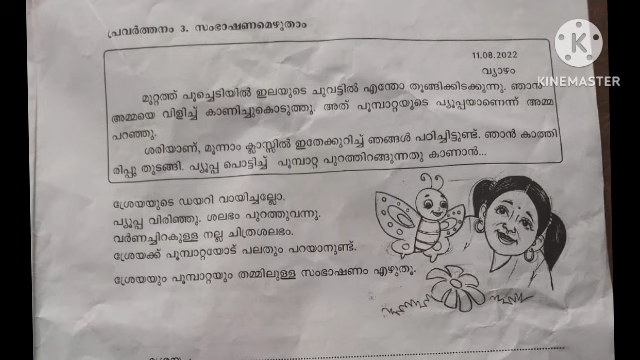 പ്രവർത്തനം 3. സംഭാഷണമെഴുതാം
11.08.2022
വ്യാഴം
മുറ്റത്ത് പൂച്ചെടിയിൽ ഇലയുടെ ചുവട്ടിൽ എന്തോ തൂങ്ങിക്കിടക്കുന്നു. ഞാൻ
അമ്മയെ വിളിച്ച് കാണിച്ചുകൊടുത്തു. അത് പൂമ്പാറ്റയുടെ പ്യൂപ്പയാണെന്ന് അമ്മ
പറഞ്ഞു.
ശരിയാണ്, മൂന്നാം ക്ലാസ്സിൽ ഇതേക്കുറിച്ച് ഞങ്ങൾ പഠിച്ചിട്ടുണ്ട്. ഞാൻ കാത്തി
രിപ്പു തുടങ്ങി. പ്യൂപ്പ പൊട്ടിച്ച് പൂമ്പാറ്റ പുറത്തിറങ്ങുന്നതു കാണാൻ...
ശ്രേയയുടെ ഡയറി വായിച്ചല്ലോ.
പ്യൂപ്പ വിരിഞ്ഞു. ശലഭം പുറത്തുവന്നു.
വർണച്ചിറകുള്ള നല്ല ചിത്രശലഭം.
ശ്രേയക്ക് പൂമ്പാറ്റയോട് പലതും പറയാനുണ്ട്.
ശ്രേയയും പൂമ്പാറ്റയും തമ്മിലുള്ള സംഭാഷണം എഴുതൂ.
K
KINEMASTER